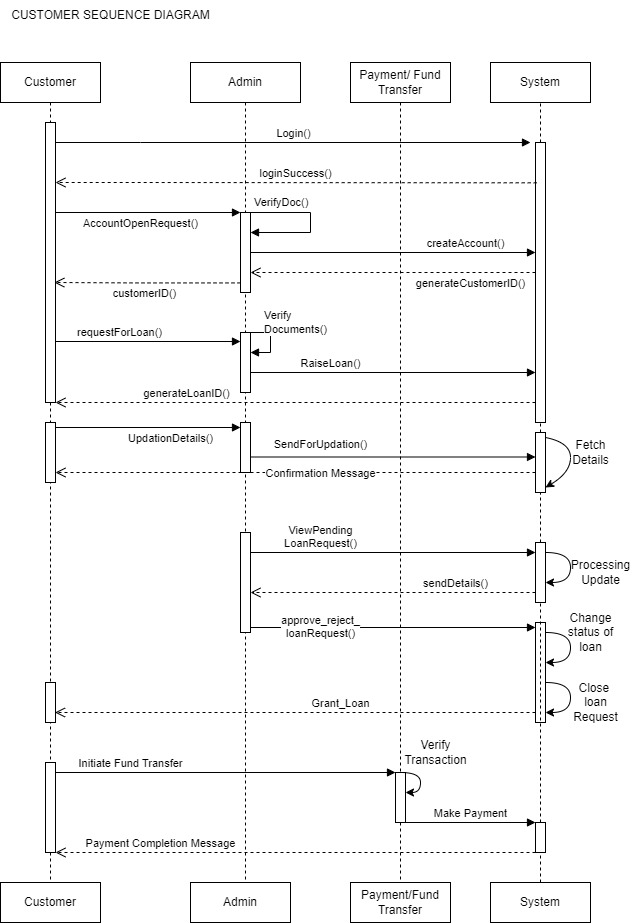 CUSTOMER SEQUENCE DIAGRAM
Customer
Admin
Payment/ Fund
Transfer
System
Login()
loginSuccess()
VerifyDoc()
AccountOpenRequest()
createAccount()
generateCustomerID()
customerID()
Verify
Documents()
requestForLoan()
RaiseLoan()
generateLoanID()
UpdationDetails()
SendForUpdation()
Fetch
Details
Confirmation Message
ViewPending
LoanRequest()
Processing
Update
sendDetails()
approve_reject_
loanRequest()
Change
status of
loan
Close
loan
Request
Grant_Loan
Verify
Transaction
Initiate Fund Transfer
Make Payment
Payment Completion Message
Customer
Admin
Payment/Fund
Transfer
System